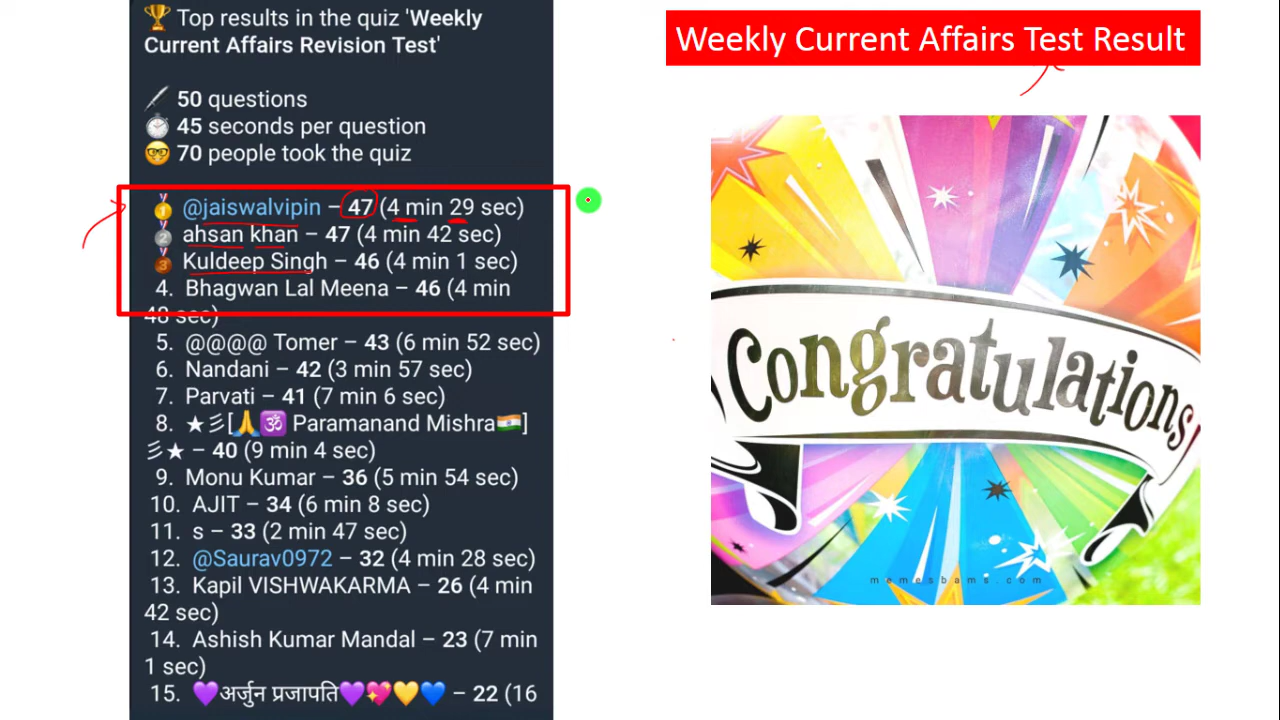 🏆 Top results in the quiz 'Weekly
Current Affairs Revision Test'
🖊 50 questions
⏱ 45 seconds per question
🤓 70 people took the quiz
🥇 @jaiswalvipin – 47 (4 min 29 sec)
🥈 ahsan khan – 47 (4 min 42 sec)
🥉 Kuldeep Singh – 46 (4 min 1 sec)
4. Bhagwan Lal Meena – 46 (4 min
48 sec)
5. @@@@ Tomer – 43 (6 min 52 sec)
6. Nandani – 42 (3 min 57 sec)
7. Parvati – 41 (7 min 6 sec)
8. ★彡[🙏🕉 Paramanand Mishra🇮🇳]
彡★ – 40 (9 min 4 sec)
9. Monu Kumar – 36 (5 min 54 sec)
10. AJIT – 34 (6 min 8 sec)
11. s – 33 (2 min 47 sec)
12. @Saurav0972 – 32 (4 min 28 sec)
13. Kapil VISHWAKARMA – 26 (4 min
42 sec)
14. Ashish Kumar Mandal – 23 (7 min
1 sec)
15. 💜अर्जुन प्रजापति💜💖💛💙 – 22 (16
Weekly Current Affairs Test Result
Congratulations
memesbams.com